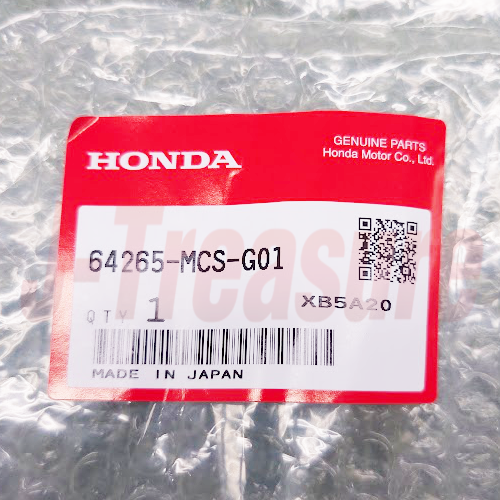 HONDA
GENUINE PARTS
Honda Motor Co., Ltd.
64265-MCS-G01
XB5A20
QTY 1
MADE IN JAPAN